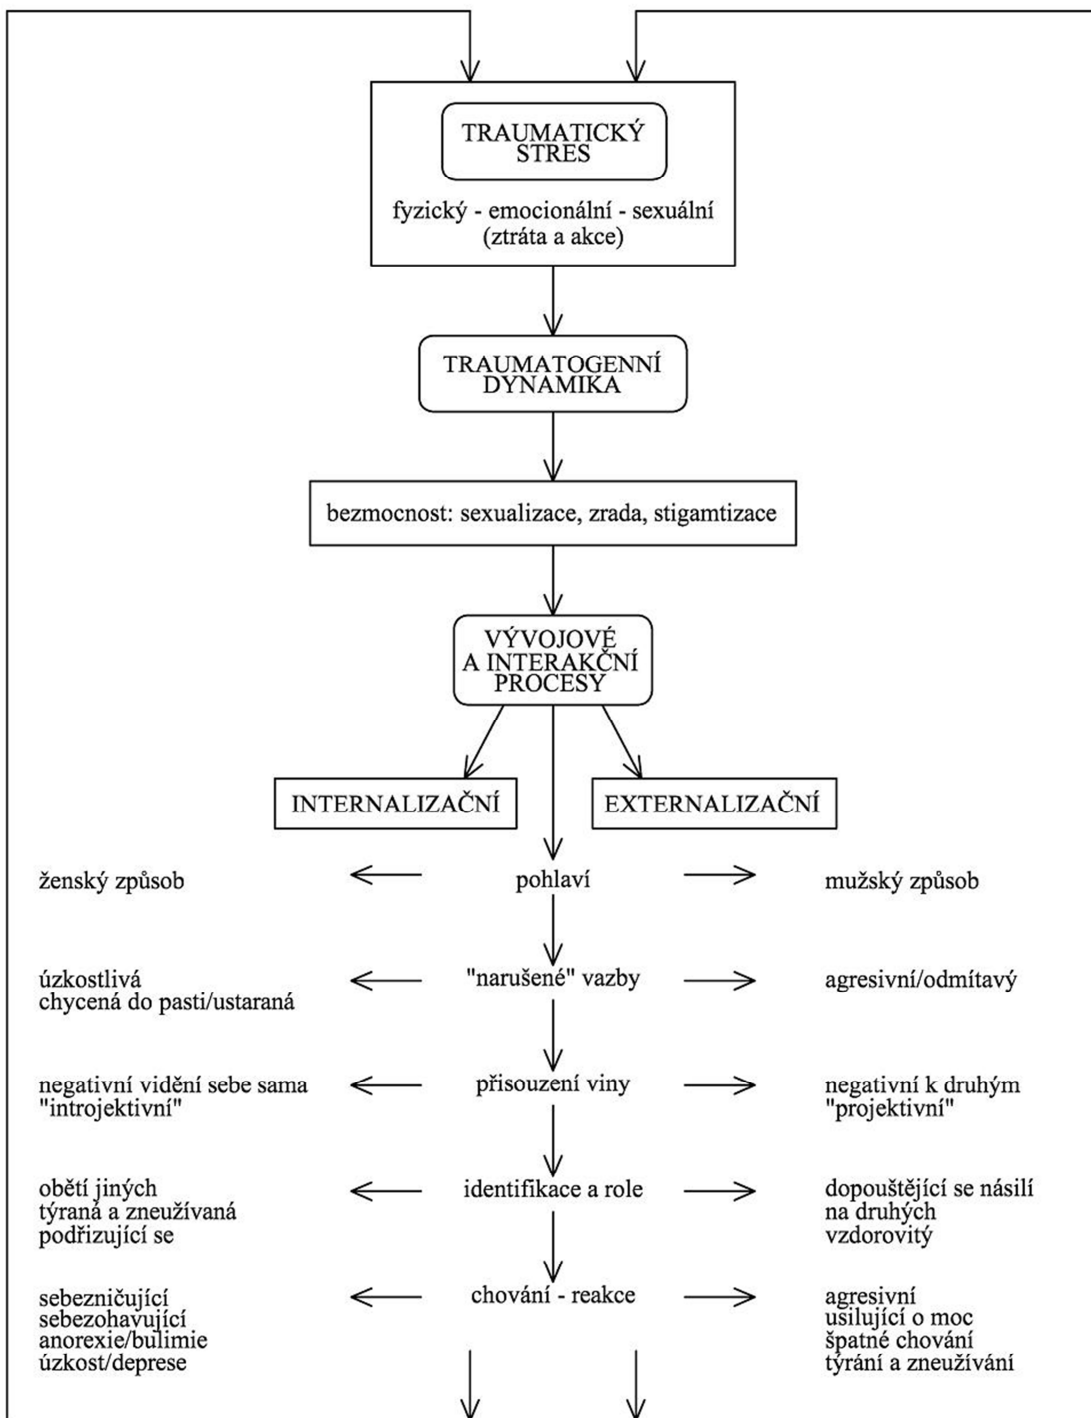 TRAUMATICKÝ
STRES
fyzický - emocionální - sexuální
(ztráta a akce)
TRAUMATOGENNÍ
DYNAMIKA
bezmocnost: sexualizace, zrada, stigamtizace
VÝVOJOVÉ
A INTERAKČNÍ
PROCESY
INTERNALIZAČNÍ
EXTERNALIZAČNÍ
ženský způsob
pohlaví
mužský způsob
úzkostlivá
chycená do pasti/ustaraná
"narušené" vazby
agresivní/odmítavý
negativní vidění sebe sama
"introjektivní"
přisouzení viny
negativní k druhým
"projektivní"
obětí jiných
týraná a zneužívaná
podřizující se
identifikace a role
dopouštějící se násilí
na druhých
vzdorovitý
sebezničující
sebezohavující
anorexie/bulimie
úzkost/deprese
chování - reakce
agresivní
usilující o moc
špatné chování
týrání a zneužívání